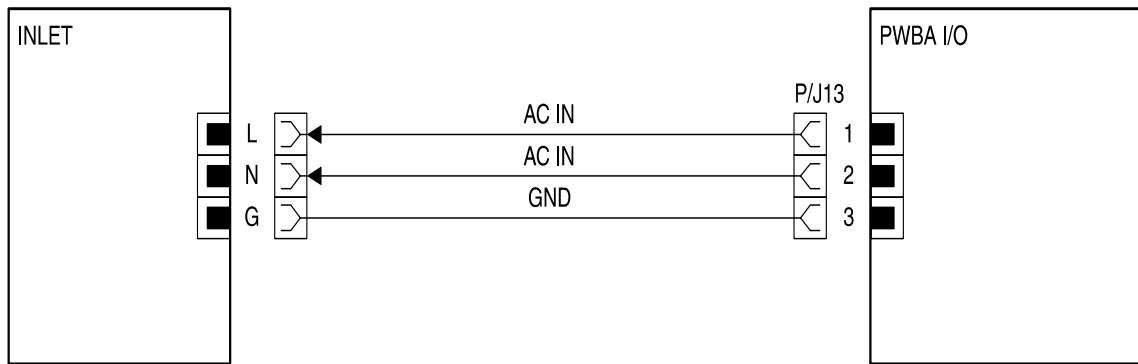 INLET
PWBA I/O
P/J13
L AC IN 1
N AC IN 2
G GND 3